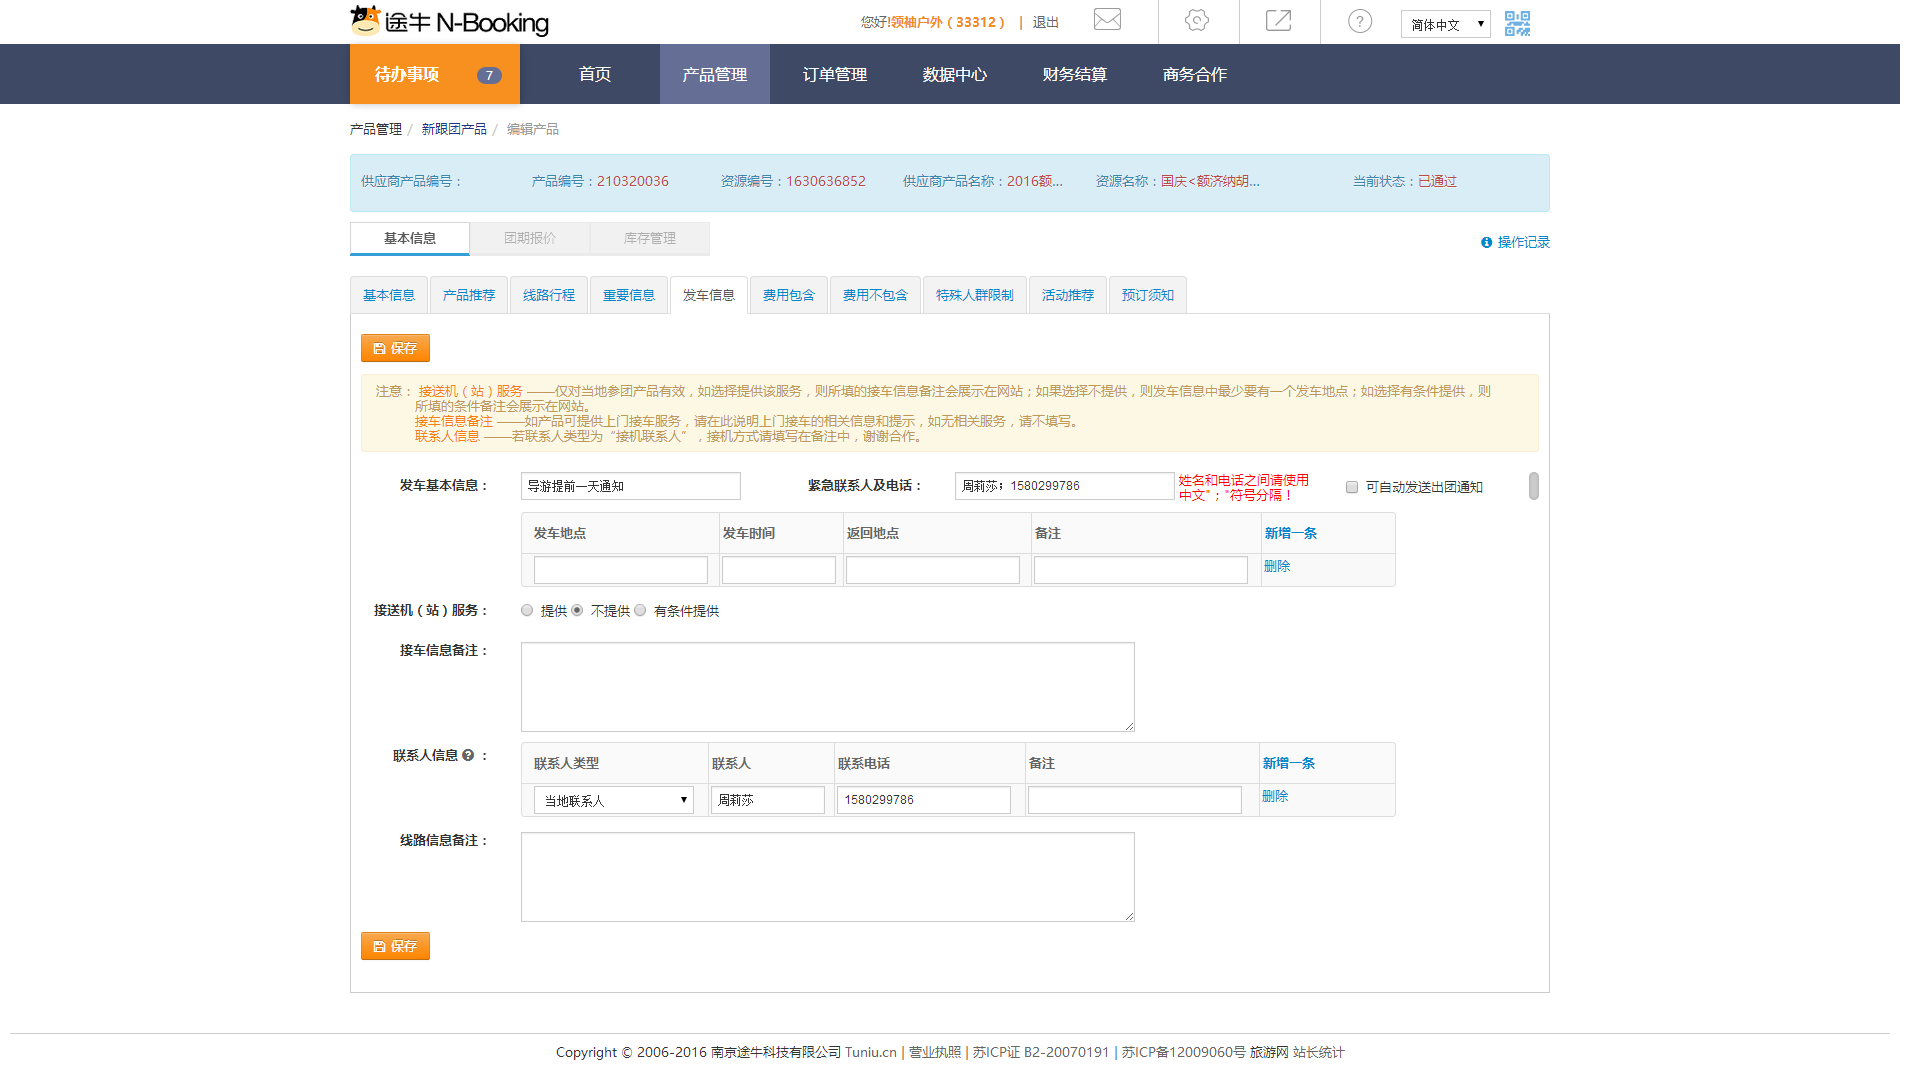 途牛 N-Booking
您好!领袖户外（33312） | 退出
简体中文
待办事项 7 首页 产品管理 订单管理 数据中心 财务结算 商务合作
产品管理 / 新跟团产品 / 编辑产品
供应商产品编号： 产品编号：210320036 资源编号：1630636852 供应商产品名称：2016额... 资源名称：国庆<额济纳胡... 当前状态：已通过
基本信息 团期报价 库存管理
操作记录
基本信息 产品推荐 线路行程 重要信息 发车信息 费用包含 费用不包含 特殊人群限制 活动推荐 预订须知
保存
注意： 接送机（站）服务 ——仅对当地参团产品有效，如选择提供该服务，则所填的接车信息备注会展示在网站；如果选择不提供，则发车信息中最少要有一个发车地点；如选择有条件提供，则
所填的条件备注会展示在网站。
接车信息备注 ——如产品可提供上门接车服务，请在此说明上门接车的相关信息和提示，如无相关服务，请不填写。
联系人信息 ——若联系人类型为“接机联系人”，接机方式请填写在备注中，谢谢合作。
发车基本信息： 导游提前一天通知 紧急联系人及电话： 周莉莎；1580299786 姓名和电话之间请使用
中文"；"符号分隔！
可自动发送出团通知
发车地点 发车时间 返回地点 备注 新增一条
删除
接送机（站）服务： 提供 不提供 有条件提供
接车信息备注：
联系人信息 ： 联系人类型 联系人 联系电话 备注 新增一条
当地联系人 周莉莎 1580299786 删除
线路信息备注：
保存
Copyright © 2006-2016 南京途牛科技有限公司 Tuniu.cn | 营业执照 | 苏ICP证 B2-20070191 | 苏ICP备12009060号 旅游网 站长统计